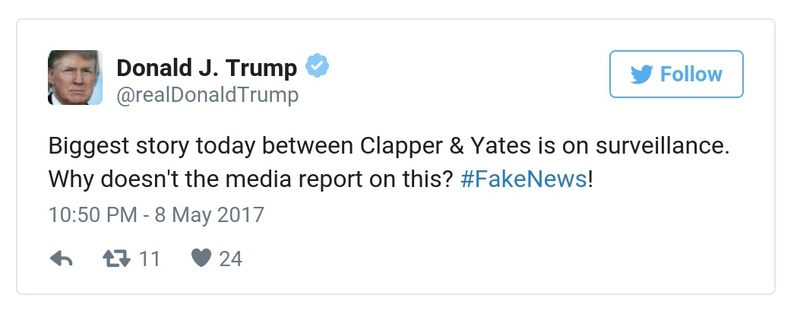 Donald J. Trump
@realDonaldTrump
Follow
Biggest story today between Clapper & Yates is on surveillance.
Why doesn't the media report on this? #FakeNews!
10:50 PM - 8 May 2017
11 24